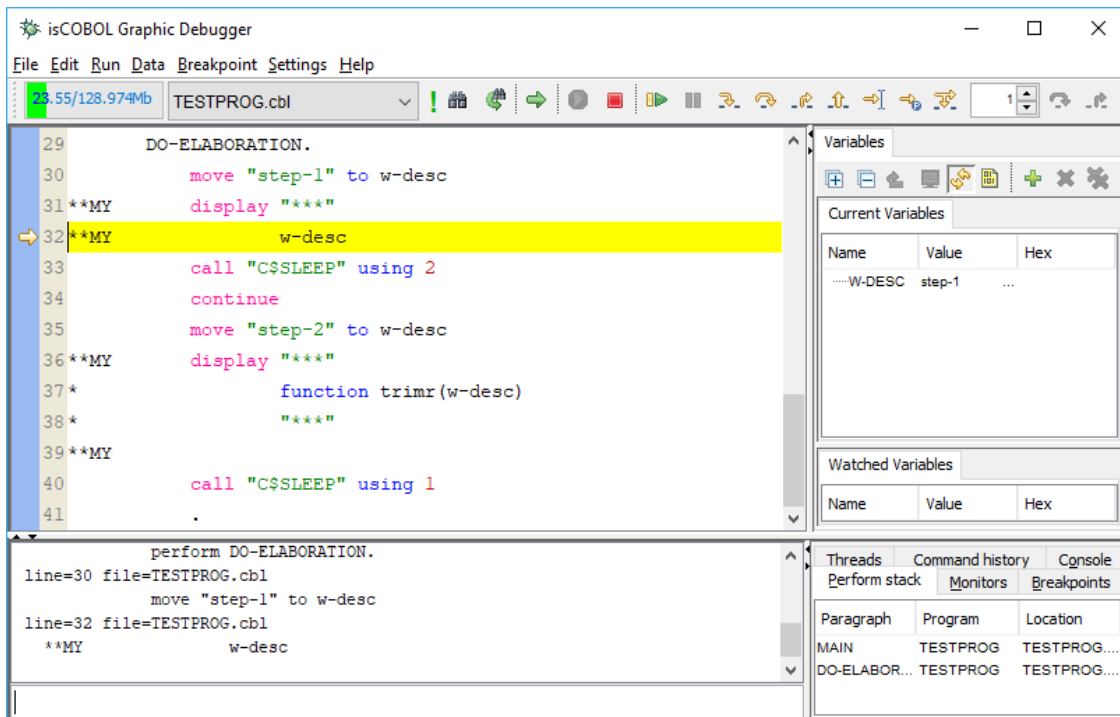 isCOBOL Graphic Debugger
File Edit Run Data Breakpoint Settings Help
23.55/128.974Mb TESTPROG.cbl 1
29 DO-ELABORATION.
30 move "step-1" to w-desc
31 **MY display "***"
32 **MY w-desc
33 call "C$SLEEP" using 2
34 continue
35 move "step-2" to w-desc
36 **MY display "***"
37 * function trimr(w-desc)
38 * "***"
39 **MY
40 call "C$SLEEP" using 1
41 .
Variables
Current Variables
Name Value Hex
W-DESC step-1 ...
Watched Variables
Name Value Hex
perform DO-ELABORATION.
line=30 file=TESTPROG.cbl
move "step-1" to w-desc
line=32 file=TESTPROG.cbl
**MY w-desc
Threads Command history Console
Perform stack Monitors Breakpoints
Paragraph Program Location
MAIN TESTPROG TESTPROG....
DO-ELABOR... TESTPROG TESTPROG....